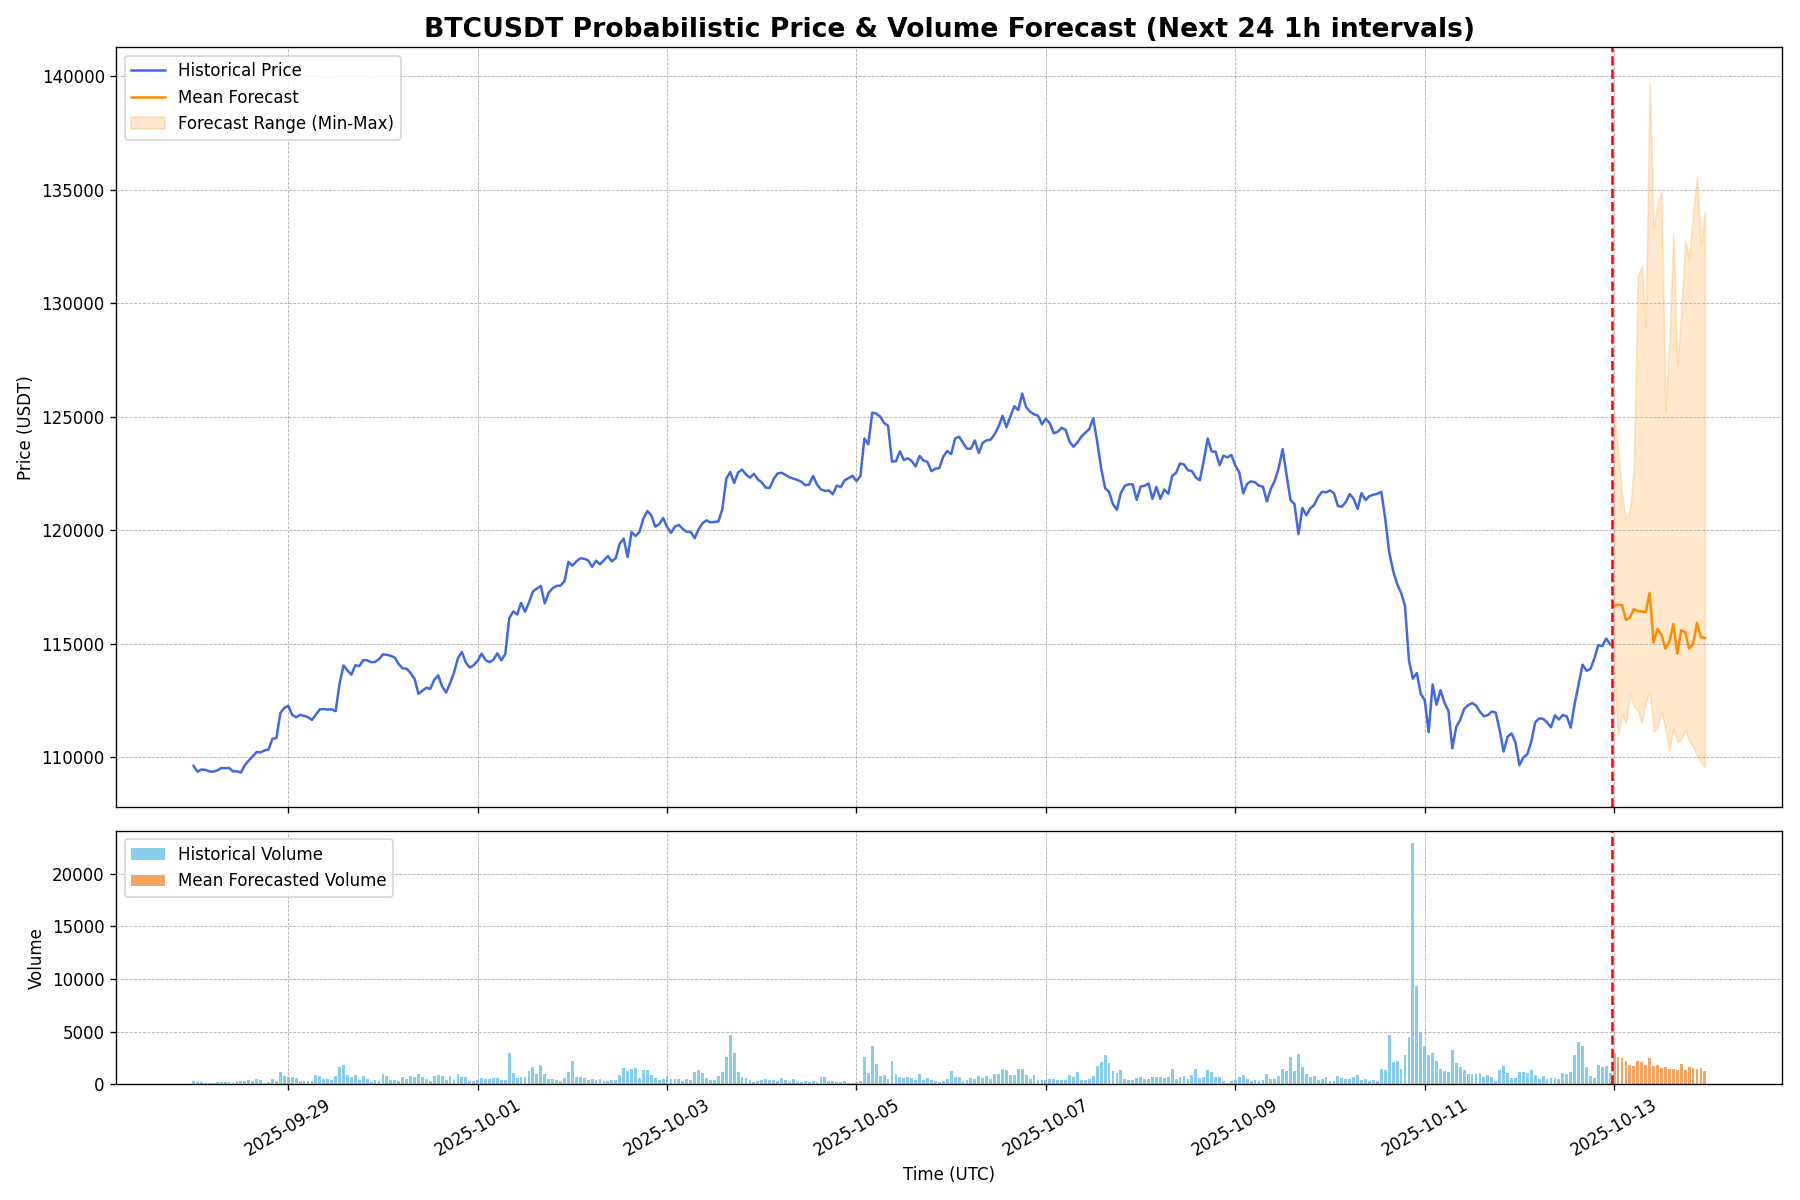 BTCUSDT Probabilistic Price & Volume Forecast (Next 24 1h intervals)
Historical Price
Mean Forecast
Forecast Range (Min-Max)
140000
135000
130000
125000
120000
115000
110000
Price (USDT)
Historical Volume
Mean Forecasted Volume
20000
15000
10000
5000
0
Volume
2025-09-29
2025-10-01
2025-10-03
2025-10-05
2025-10-07
2025-10-09
2025-10-11
2025-10-13
Time (UTC)